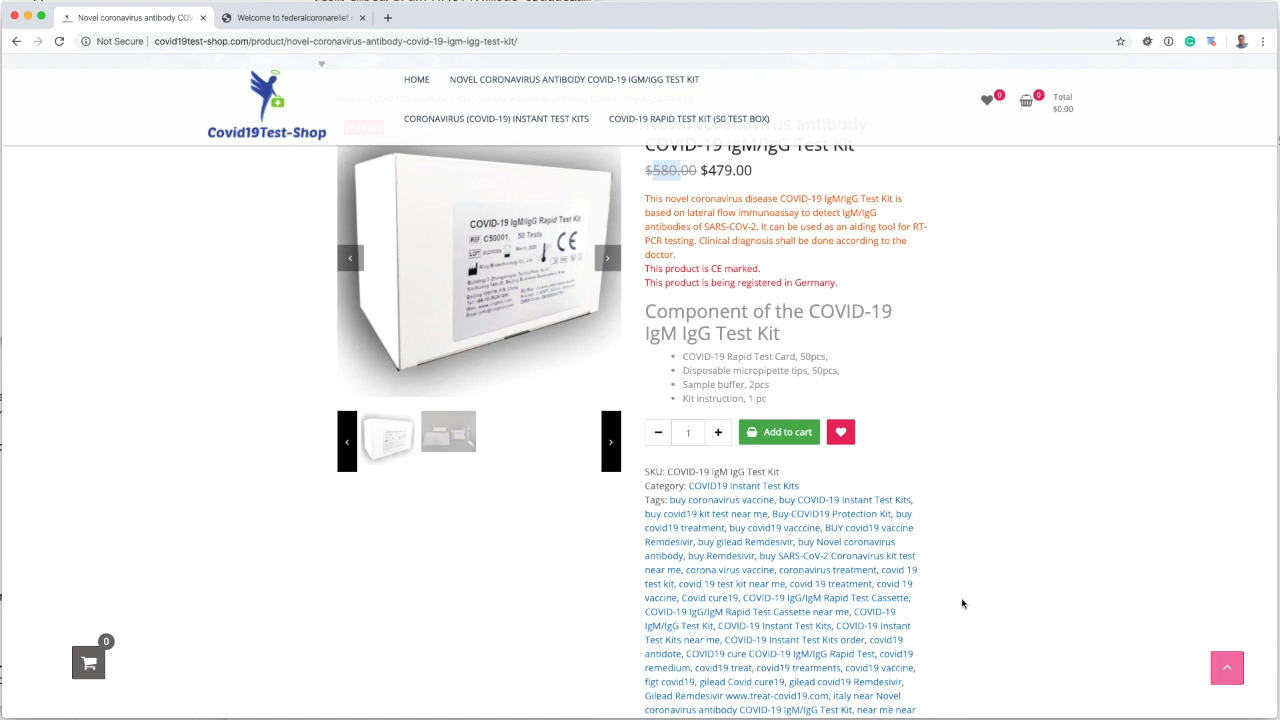 Novel coronavirus antibody COV
Welcome to federalcoronarelief.
Not Secure
covid19test-shop.com/product/novel-coronavirus-antibody-covid-19-igm-igg-test-kit/
Covid19Test-Shop
HOME
NOVEL CORONAVIRUS ANTIBODY COVID-19 IGM/IGG TEST KIT
CORONAVIRUS (COVID-19) INSTANT TEST KITS
COVID-19 RAPID TEST KIT (50 TEST BOX)
0
0
Total
$0.00
Novel coronavirus antibody
COVID-19 IgM/IgG Test Kit
$580.00 $479.00
COVID-19 IgM/IgG Rapid Test Kit
REF C50001, 50 Tests
LOT
CE
This novel coronavirus disease COVID-19 IgM/IgG Test Kit is
based on lateral flow immunoassay to detect IgM/IgG
antibodies of SARS-COV-2. It can be used as an aiding tool for RT-
PCR testing. Clinical diagnosis shall be done according to the
doctor.
This product is CE marked.
This product is being registered in Germany.
Component of the COVID-19
IgM IgG Test Kit
• COVID-19 Rapid Test Card, 50pcs,
• Disposable micropipette tips, 50pcs,
• Sample buffer, 2pcs
• Kit instruction, 1 pc
− 1 + Add to cart
SKU: COVID-19 IgM IgG Test Kit
Category: COVID19 Instant Test Kits
Tags: buy coronavirus vaccine, buy COVID-19 Instant Test Kits,
buy covid19 kit test near me, Buy COVID19 Protection Kit, buy
covid19 treatment, buy covid19 vacccine, BUY covid19 vaccine
Remdesivir, buy gilead Remdesivir, buy Novel coronavirus
antibody, buy Remdesivir, buy SARS-CoV-2 Coronavirus kit test
near me, corona virus vaccine, coronavirus treatment, covid 19
test kit, covid 19 test kit near me, covid 19 treatment, covid 19
vaccine, Covid cure19, COVID-19 IgG/IgM Rapid Test Cassette,
COVID-19 IgG/IgM Rapid Test Cassette near me, COVID-19
IgM/IgG Test Kit, COVID-19 Instant Test Kits, COVID-19 Instant
Test Kits near me, COVID-19 Instant Test Kits order, covid19
antidote, COVID19 cure COVID-19 IgM/IgG Rapid Test, covid19
remedium, covid19 treat, covid19 treatments, covid19 vaccine,
figt covid19, gilead Covid cure19, gilead covid19 Remdesivir,
Gilead Remdesivir www.treat-covid19.com, italy near Novel
coronavirus antibody COVID-19 IgM/IgG Test Kit, near me near
0